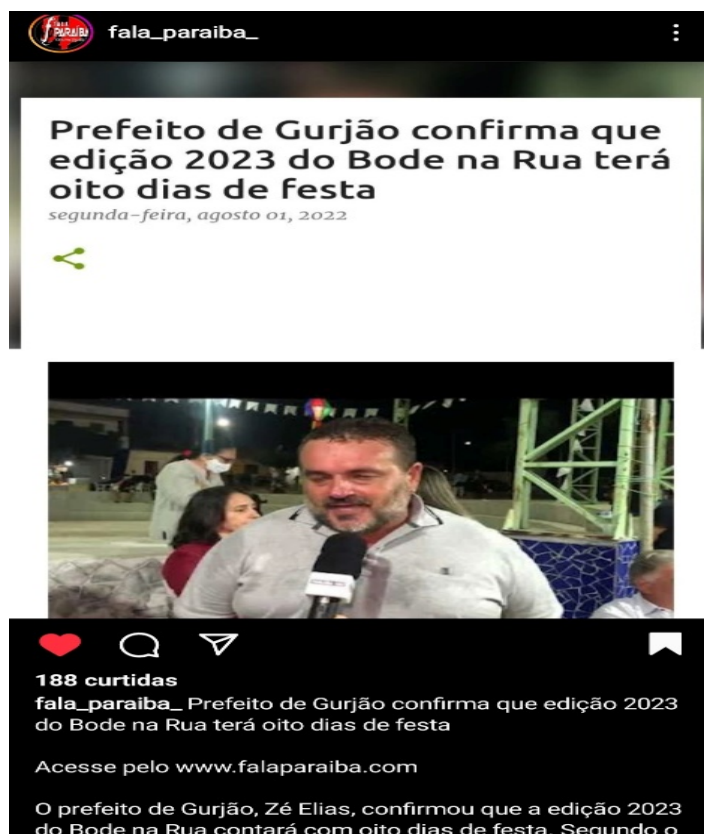 FALA
PARAIBA
fala_paraiba_
Prefeito de Gurjão confirma que
edição 2023 do Bode na Rua terá
oito dias de festa
segunda-feira, agosto 01, 2022
188 curtidas
fala_paraiba_ Prefeito de Gurjão confirma que edição 2023
do Bode na Rua terá oito dias de festa
Acesse pelo www.falaparaiba.com
O prefeito de Gurjão, Zé Elias, confirmou que a edição 2023
do Bode na Rua contará com oito dias de festa. Segundo o